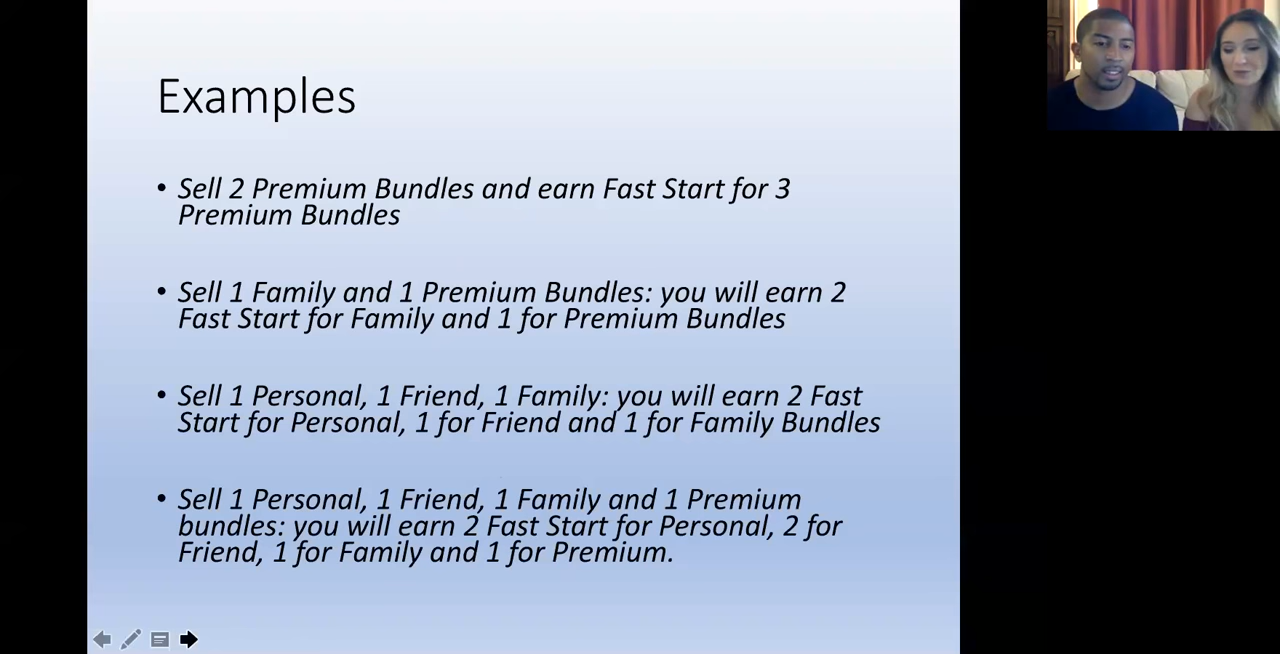 Examples
• Sell 2 Premium Bundles and earn Fast Start for 3
Premium Bundles
• Sell 1 Family and 1 Premium Bundles: you will earn 2
Fast Start for Family and 1 for Premium Bundles
• Sell 1 Personal, 1 Friend, 1 Family: you will earn 2 Fast
Start for Personal, 1 for Friend and 1 for Family Bundles
• Sell 1 Personal, 1 Friend, 1 Family and 1 Premium
bundles: you will earn 2 Fast Start for Personal, 2 for
Friend, 1 for Family and 1 for Premium.